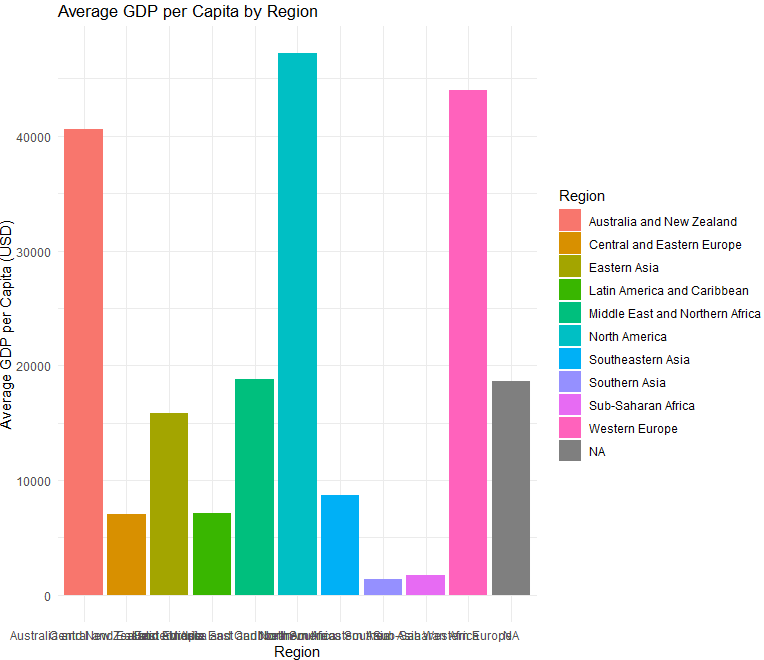 Average GDP per Capita by Region
Average GDP per Capita (USD)
40000
30000
20000
10000
0
NA
Region
Region
Australia and New Zealand
Central and Eastern Europe
Eastern Asia
Latin America and Caribbean
Middle East and Northern Africa
North America
Southeastern Asia
Southern Asia
Sub-Saharan Africa
Western Europe
NA